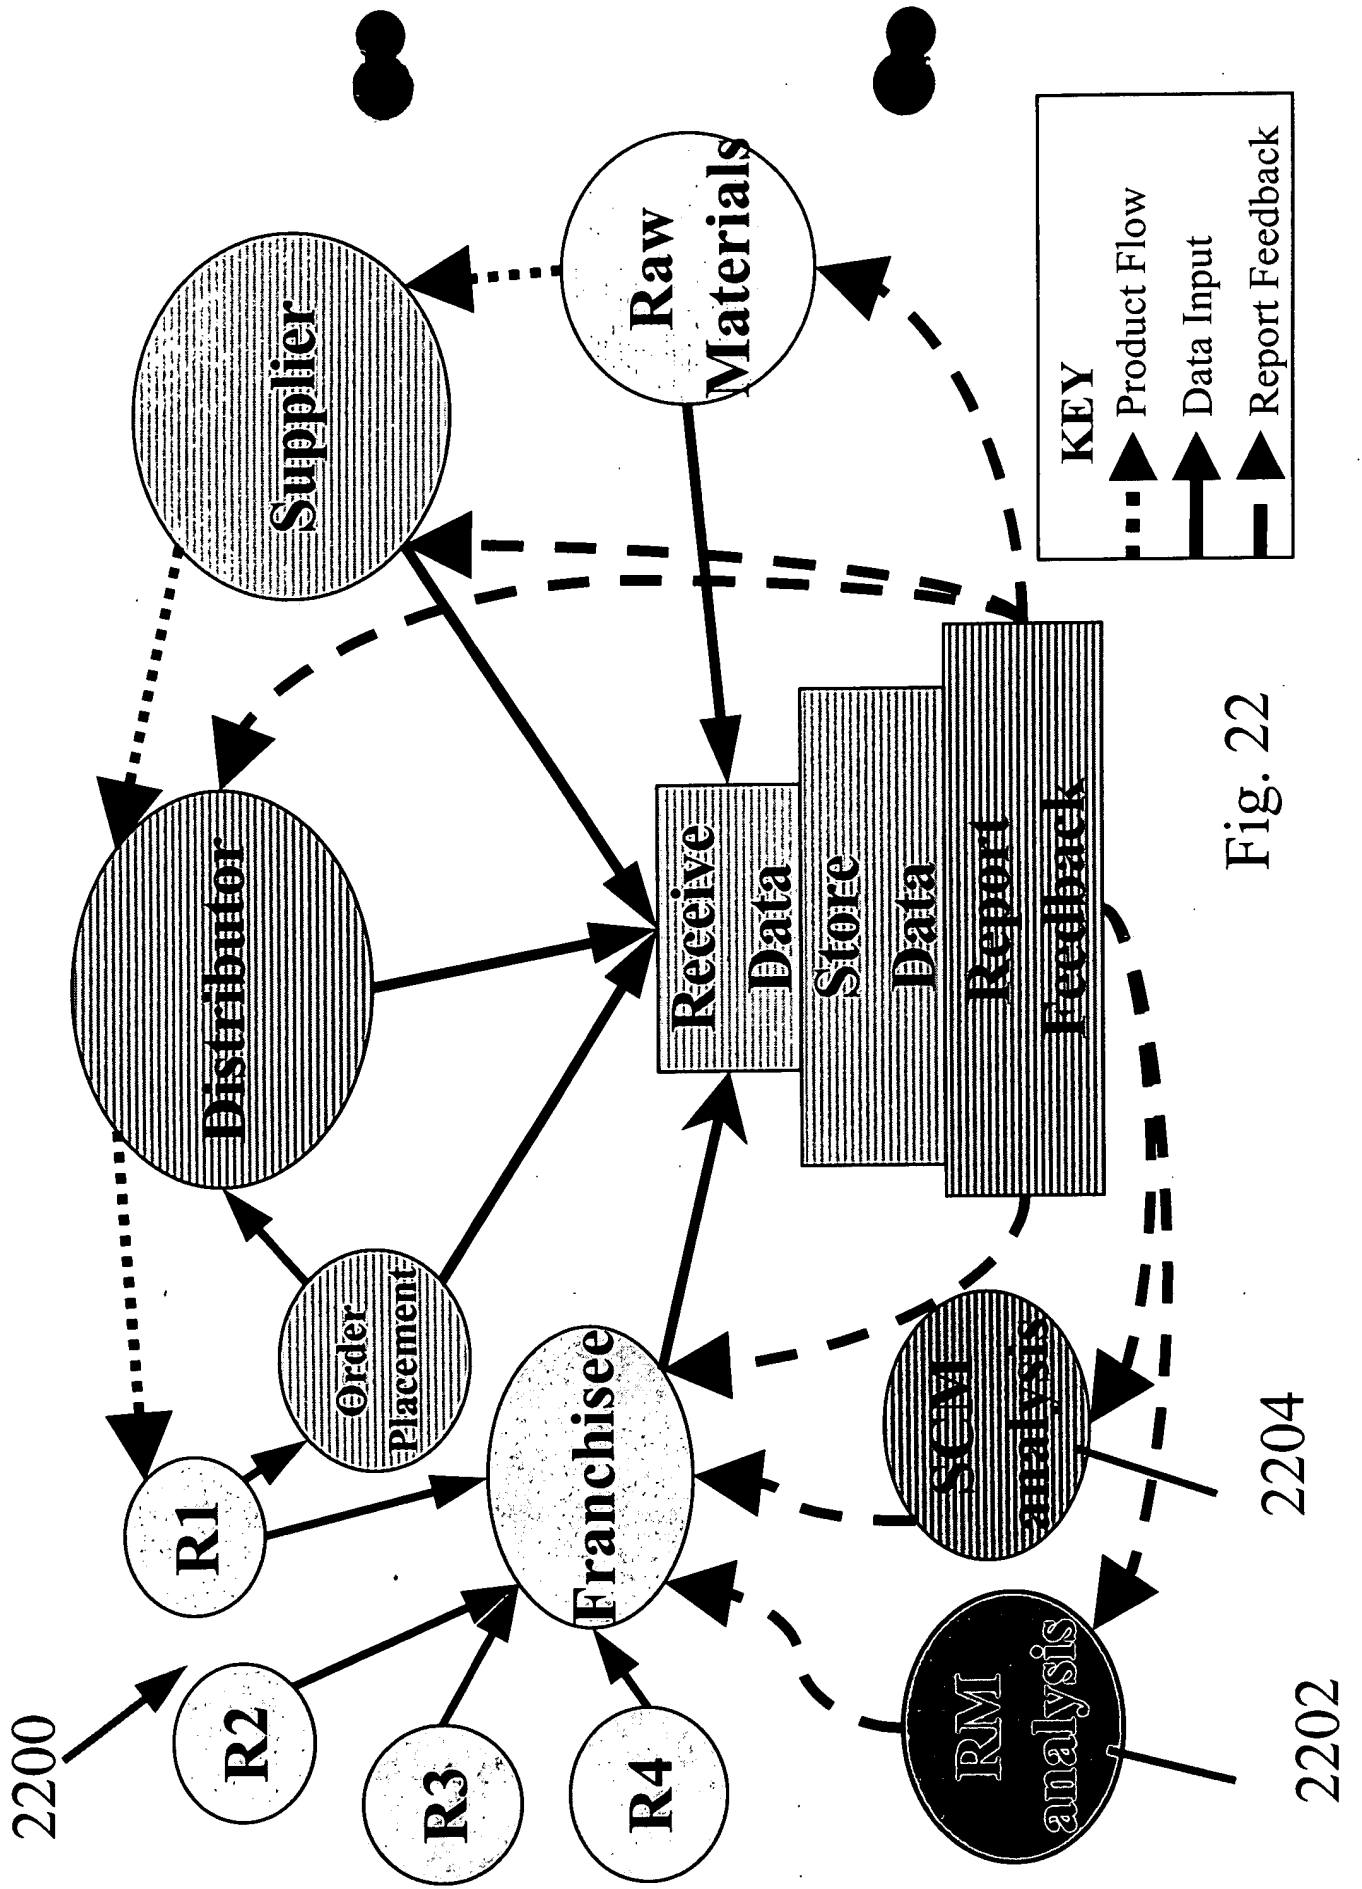 2200
R1
R2
R3
R4
Order
Placement
Distributor
Supplier
Franchisee
Raw
Materials
Receive
Data
Store
Data
Report
Feedback
SCM
analysis
RM
analysis
2202
2204
KEY
Product Flow
Data Input
Report Feedback
Fig. 22